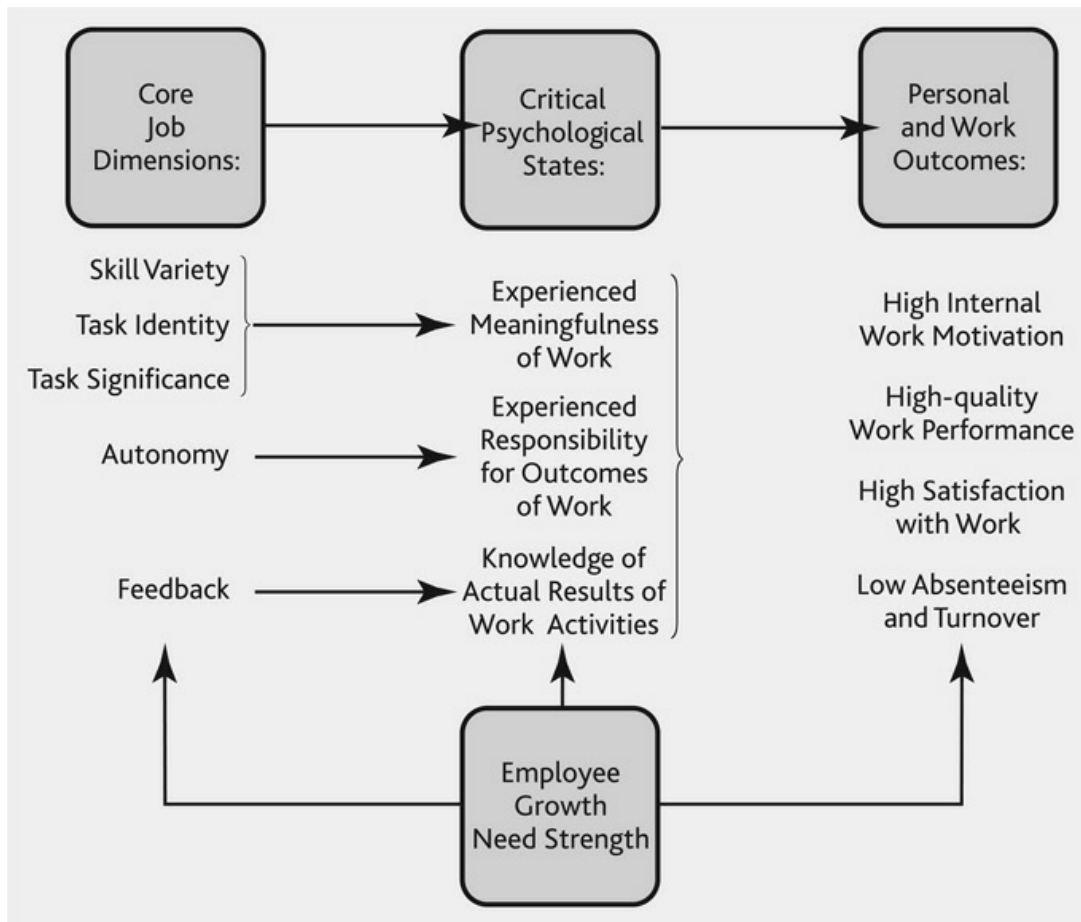 Core
Job
Dimensions:
Critical
Psychological
States:
Personal
and Work
Outcomes:
Skill Variety
Task Identity
Task Significance
Autonomy
Feedback
Experienced
Meaningfulness
of Work
Experienced
Responsibility
for Outcomes
of Work
Knowledge of
Actual Results of
Work Activities
High Internal
Work Motivation
High-quality
Work Performance
High Satisfaction
with Work
Low Absenteeism
and Turnover
Employee
Growth
Need Strength